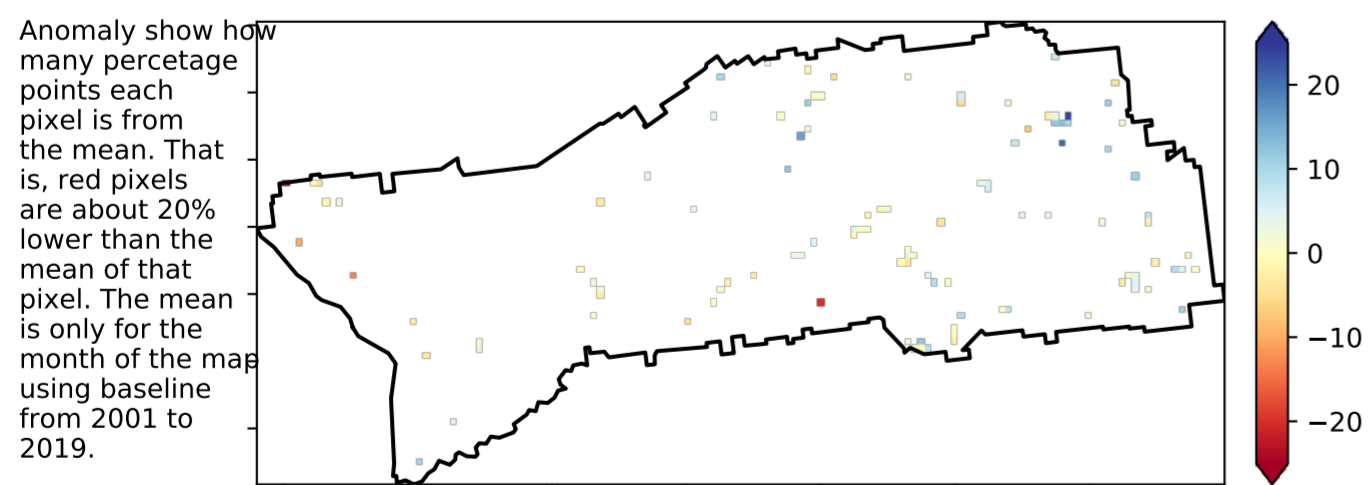 Anomaly show how
many percetage
points each
pixel is from
the mean. That
is, red pixels
are about 20%
lower than the
mean of that
pixel. The mean
is only for the
month of the map
using baseline
from 2001 to
2019.
20
10
0
−10
−20